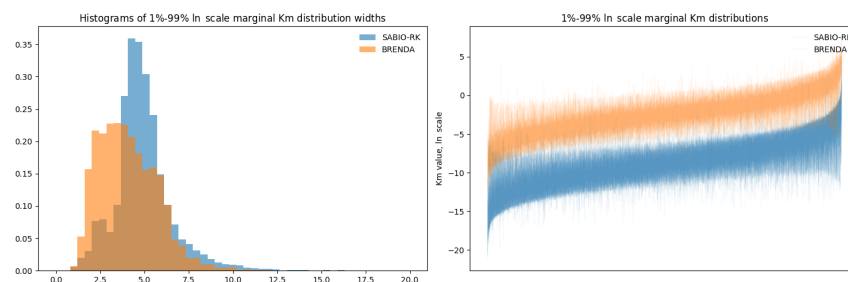 Histograms of 1%-99% ln scale marginal Km distribution widths
SABIO-RK
BRENDA
0.35
0.30
0.25
0.20
0.15
0.10
0.05
0.00
0.0 2.5 5.0 7.5 10.0 12.5 15.0 17.5 20.0
1%-99% ln scale marginal Km distributions
SABIO-RK
BRENDA
Km value, ln scale
5
0
−5
−10
−15
−20